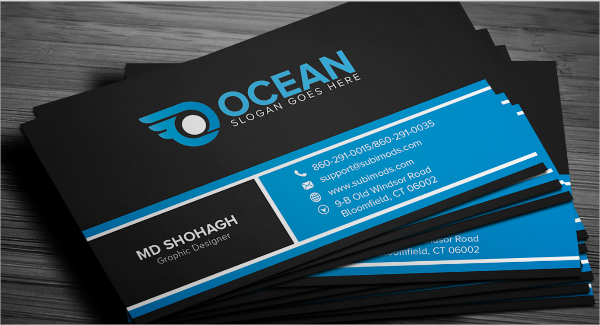 OCEAN
SLOGAN GOES HERE
860-291-0015/860-291-0035
support@subimods.com
www.subimods.com
9-B Old Windsor Road
Bloomfield, CT 06002
MD SHOHAGH
Graphic Designer
Road
CT 06002